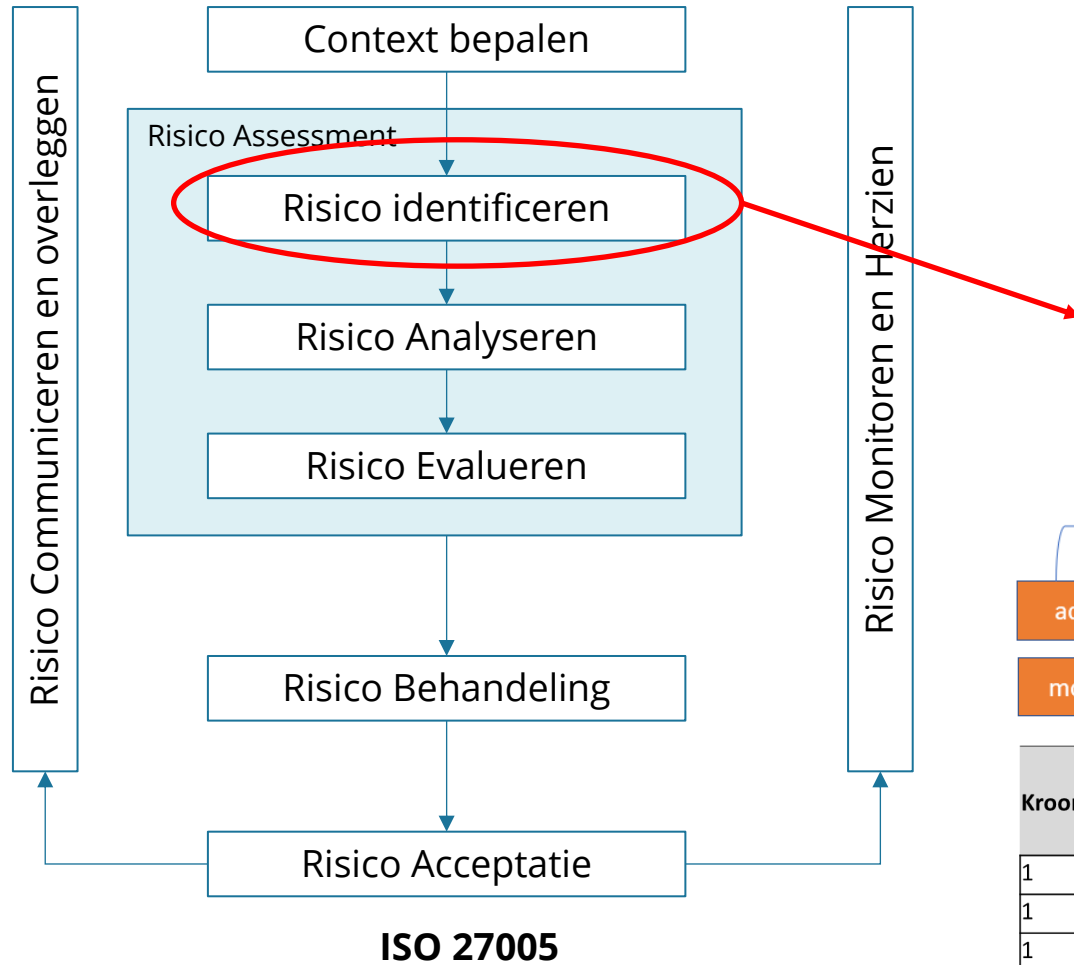 Context bepalen
Risico Communiceren en overleggen
Risico Assessment
Risico identificeren
Risico Analyseren
Risico Evalueren
Risico Monitoren en Herzien
Risico Behandeling
Risico Acceptatie
ISO 27005
1
1
1